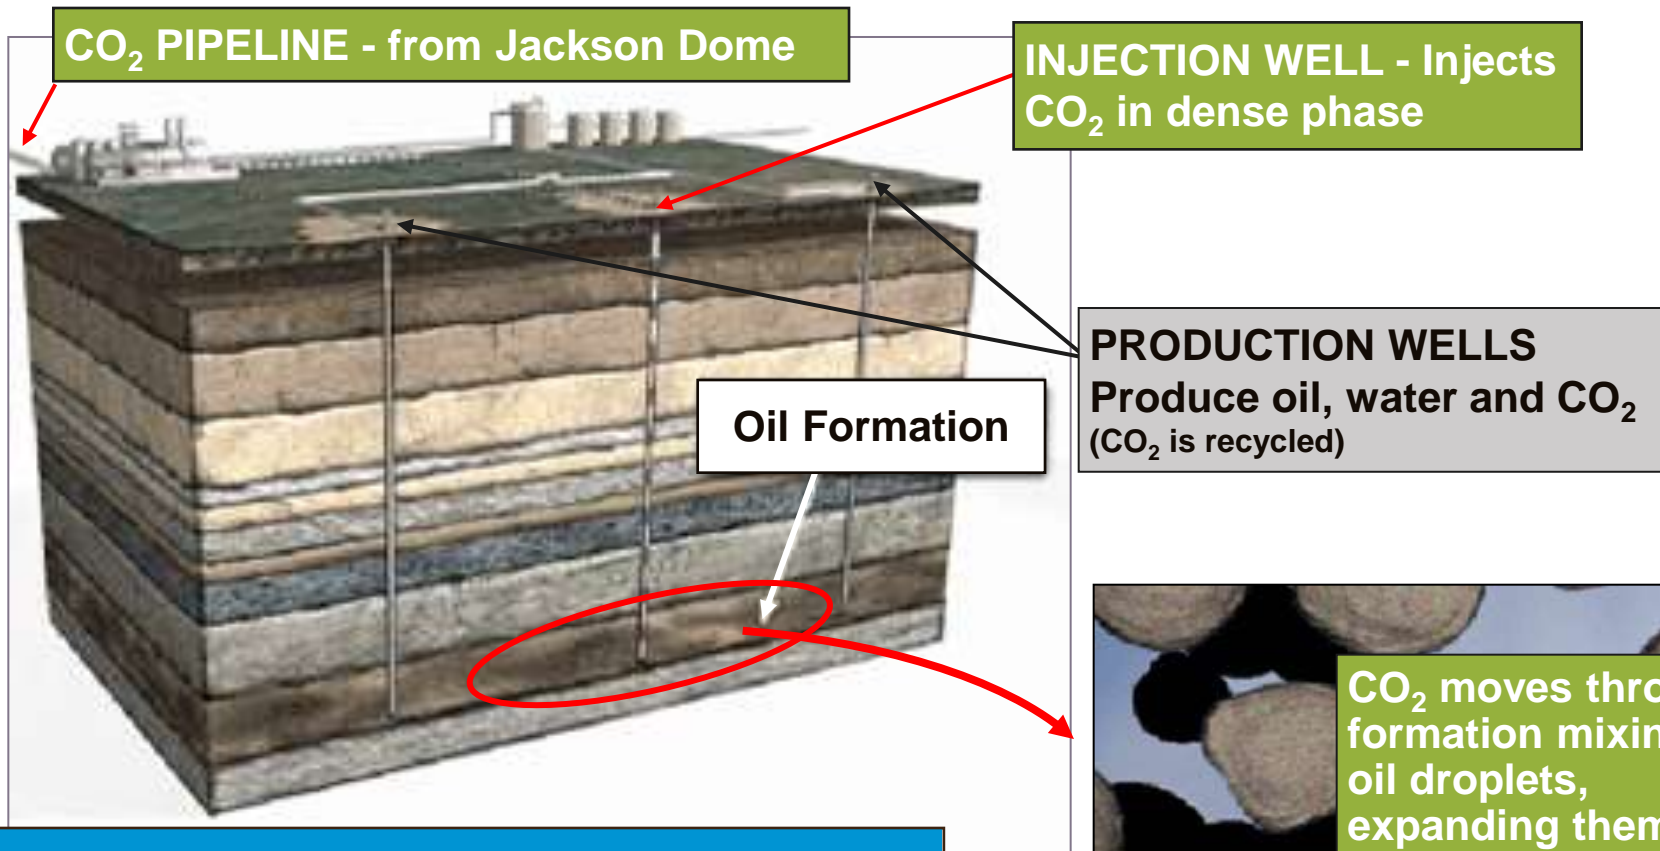 CO₂ PIPELINE - from Jackson Dome
INJECTION WELL - Injects
CO₂ in dense phase
PRODUCTION WELLS
Produce oil, water and CO₂
(CO₂ is recycled)
Oil Formation
CO₂ moves thro
formation mixin
oil droplets,
expanding them